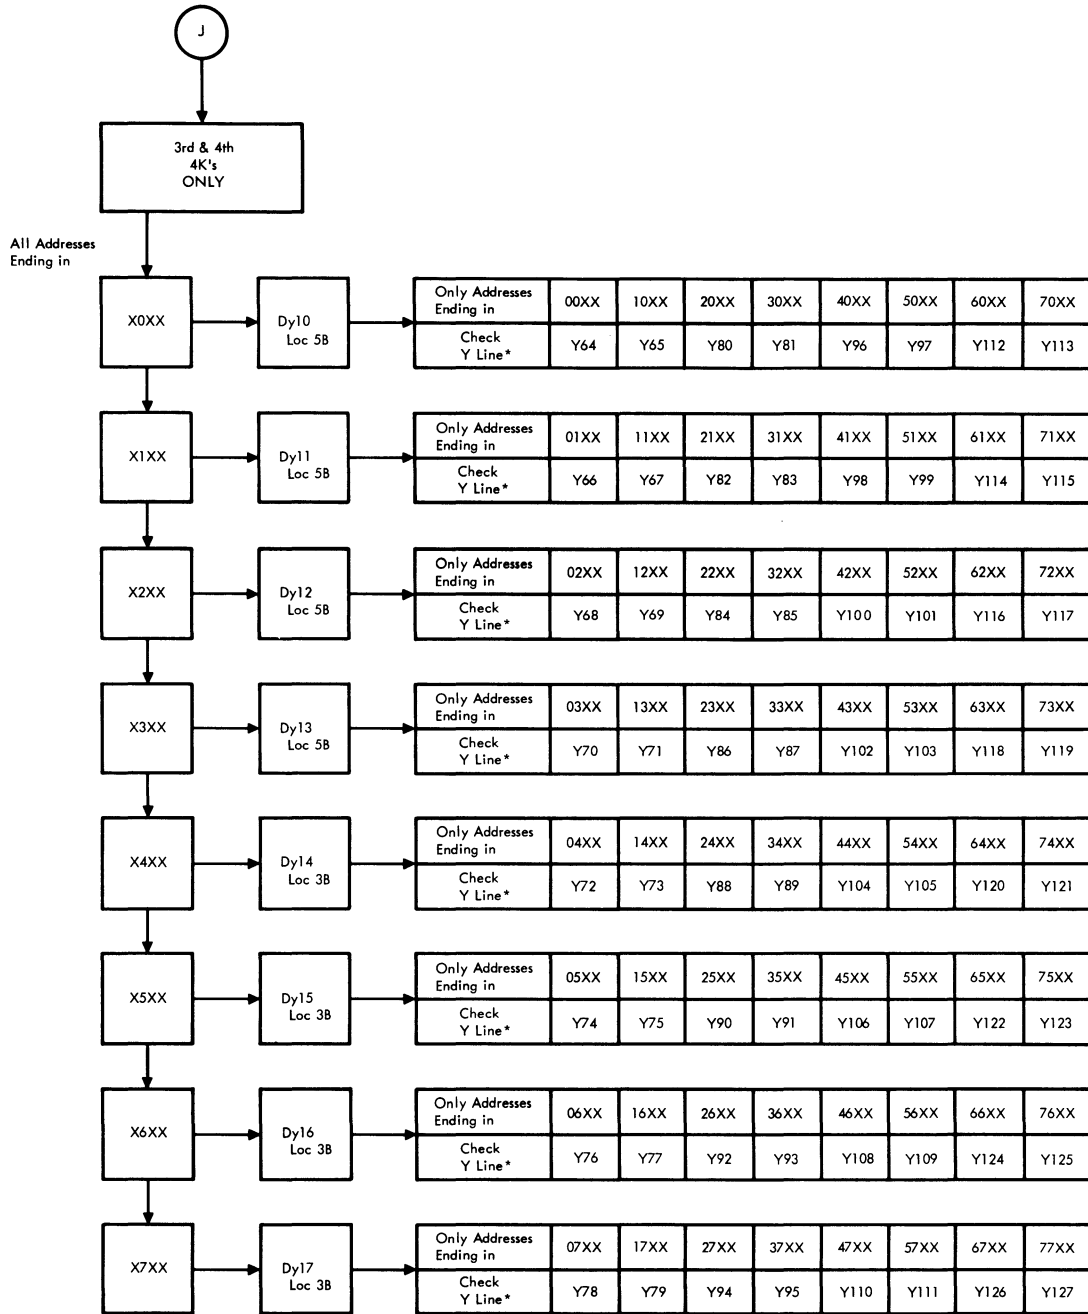 J
3rd & 4th
4K's
ONLY
All Addresses
Ending in
X0XX
Dy10
Loc 5B
Only Addresses
Ending in
00XX 10XX 20XX 30XX 40XX 50XX 60XX 70XX
Check
Y Line*
Y64 Y65 Y80 Y81 Y96 Y97 Y112 Y113
X1XX
Dy11
Loc 5B
Only Addresses
Ending in
01XX 11XX 21XX 31XX 41XX 51XX 61XX 71XX
Check
Y Line*
Y66 Y67 Y82 Y83 Y98 Y99 Y114 Y115
X2XX
Dy12
Loc 5B
Only Addresses
Ending in
02XX 12XX 22XX 32XX 42XX 52XX 62XX 72XX
Check
Y Line*
Y68 Y69 Y84 Y85 Y100 Y101 Y116 Y117
X3XX
Dy13
Loc 5B
Only Addresses
Ending in
03XX 13XX 23XX 33XX 43XX 53XX 63XX 73XX
Check
Y Line*
Y70 Y71 Y86 Y87 Y102 Y103 Y118 Y119
X4XX
Dy14
Loc 3B
Only Addresses
Ending in
04XX 14XX 24XX 34XX 44XX 54XX 64XX 74XX
Check
Y Line*
Y72 Y73 Y88 Y89 Y104 Y105 Y120 Y121
X5XX
Dy15
Loc 3B
Only Addresses
Ending in
05XX 15XX 25XX 35XX 45XX 55XX 65XX 75XX
Check
Y Line*
Y74 Y75 Y90 Y91 Y106 Y107 Y122 Y123
X6XX
Dy16
Loc 3B
Only Addresses
Ending in
06XX 16XX 26XX 36XX 46XX 56XX 66XX 76XX
Check
Y Line*
Y76 Y77 Y92 Y93 Y108 Y109 Y124 Y125
X7XX
Dy17
Loc 3B
Only Addresses
Ending in
07XX 17XX 27XX 37XX 47XX 57XX 67XX 77XX
Check
Y Line*
Y78 Y79 Y94 Y95 Y110 Y111 Y126 Y127